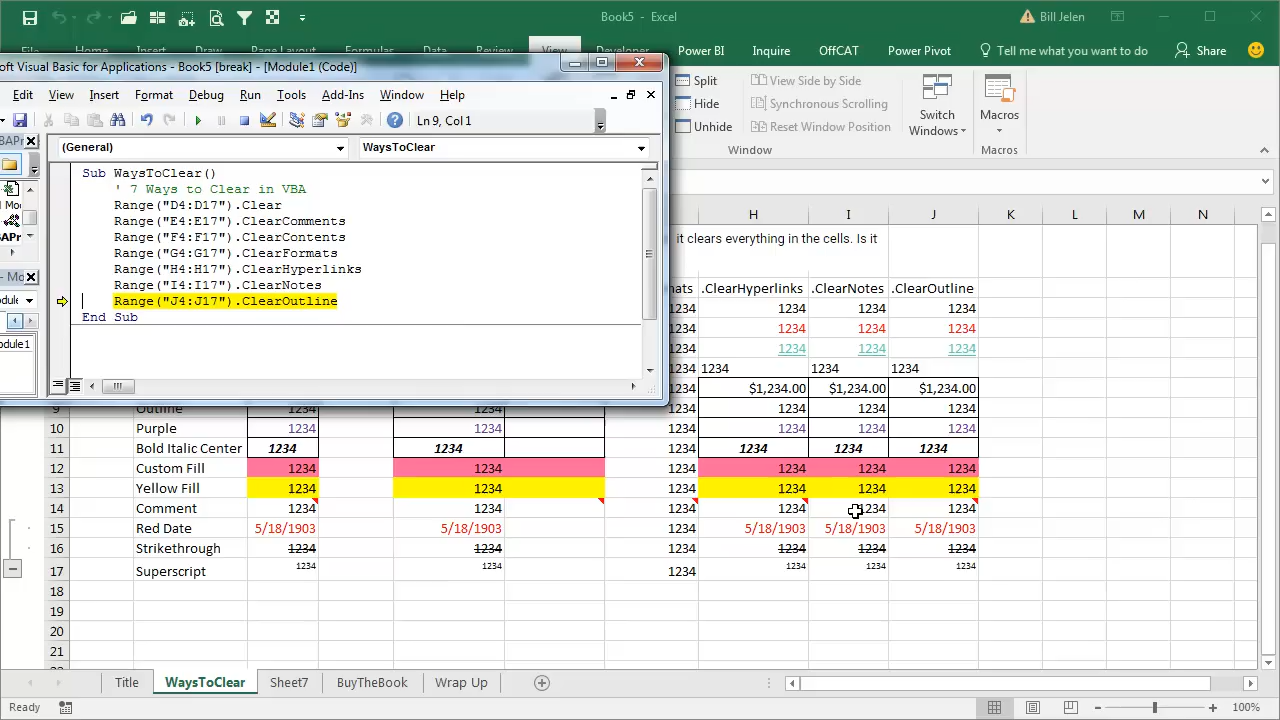 Book5 - Excel
Bill Jelen
View
Power BI
Inquire
OffCAT
Power Pivot
Tell me what you want to do
Share
oft Visual Basic for Applications - Book5 [break] - [Module1 (Code)]
Edit View Insert Format Debug Run Tools Add-Ins Window Help
Ln 9, Col 1
(General)
WaysToClear
Sub WaysToClear()
' 7 Ways to Clear in VBA
Range("D4:D17").Clear
Range("E4:E17").ClearComments
Range("F4:F17").ClearContents
Range("G4:G17").ClearFormats
Range("H4:H17").ClearHyperlinks
Range("I4:I17").ClearNotes
Range("J4:J17").ClearOutline
End Sub
Split
Hide
Unhide
View Side by Side
Synchronous Scrolling
Reset Window Position
Switch Windows
Macros
Window
Macros
H I J K L M N
it clears everything in the cells. Is it
mats .ClearHyperlinks .ClearNotes .ClearOutline
1234 1234 1234 1234
1234 1234 1234 1234
1234 1234 1234 1234
1234 1234 1234 1234
1234 $1,234.00 $1,234.00 $1,234.00
9 Outline 1234 1234 1234 1234 1234 1234
10 Purple 1234 1234 1234 1234 1234 1234
11 Bold Italic Center 1234 1234 1234 1234 1234 1234
12 Custom Fill 1234 1234 1234 1234 1234 1234
13 Yellow Fill 1234 1234 1234 1234 1234 1234
14 Comment 1234 1234 1234 1234 1234 1234
15 Red Date 5/18/1903 5/18/1903 1234 5/18/1903 5/18/1903 5/18/1903
16 Strikethrough 1234 1234 1234 1234 1234 1234
17 Superscript 1234 1234 1234 1234 1234 1234
18
19
20
21
Title WaysToClear Sheet7 BuyTheBook Wrap Up
Ready
100%